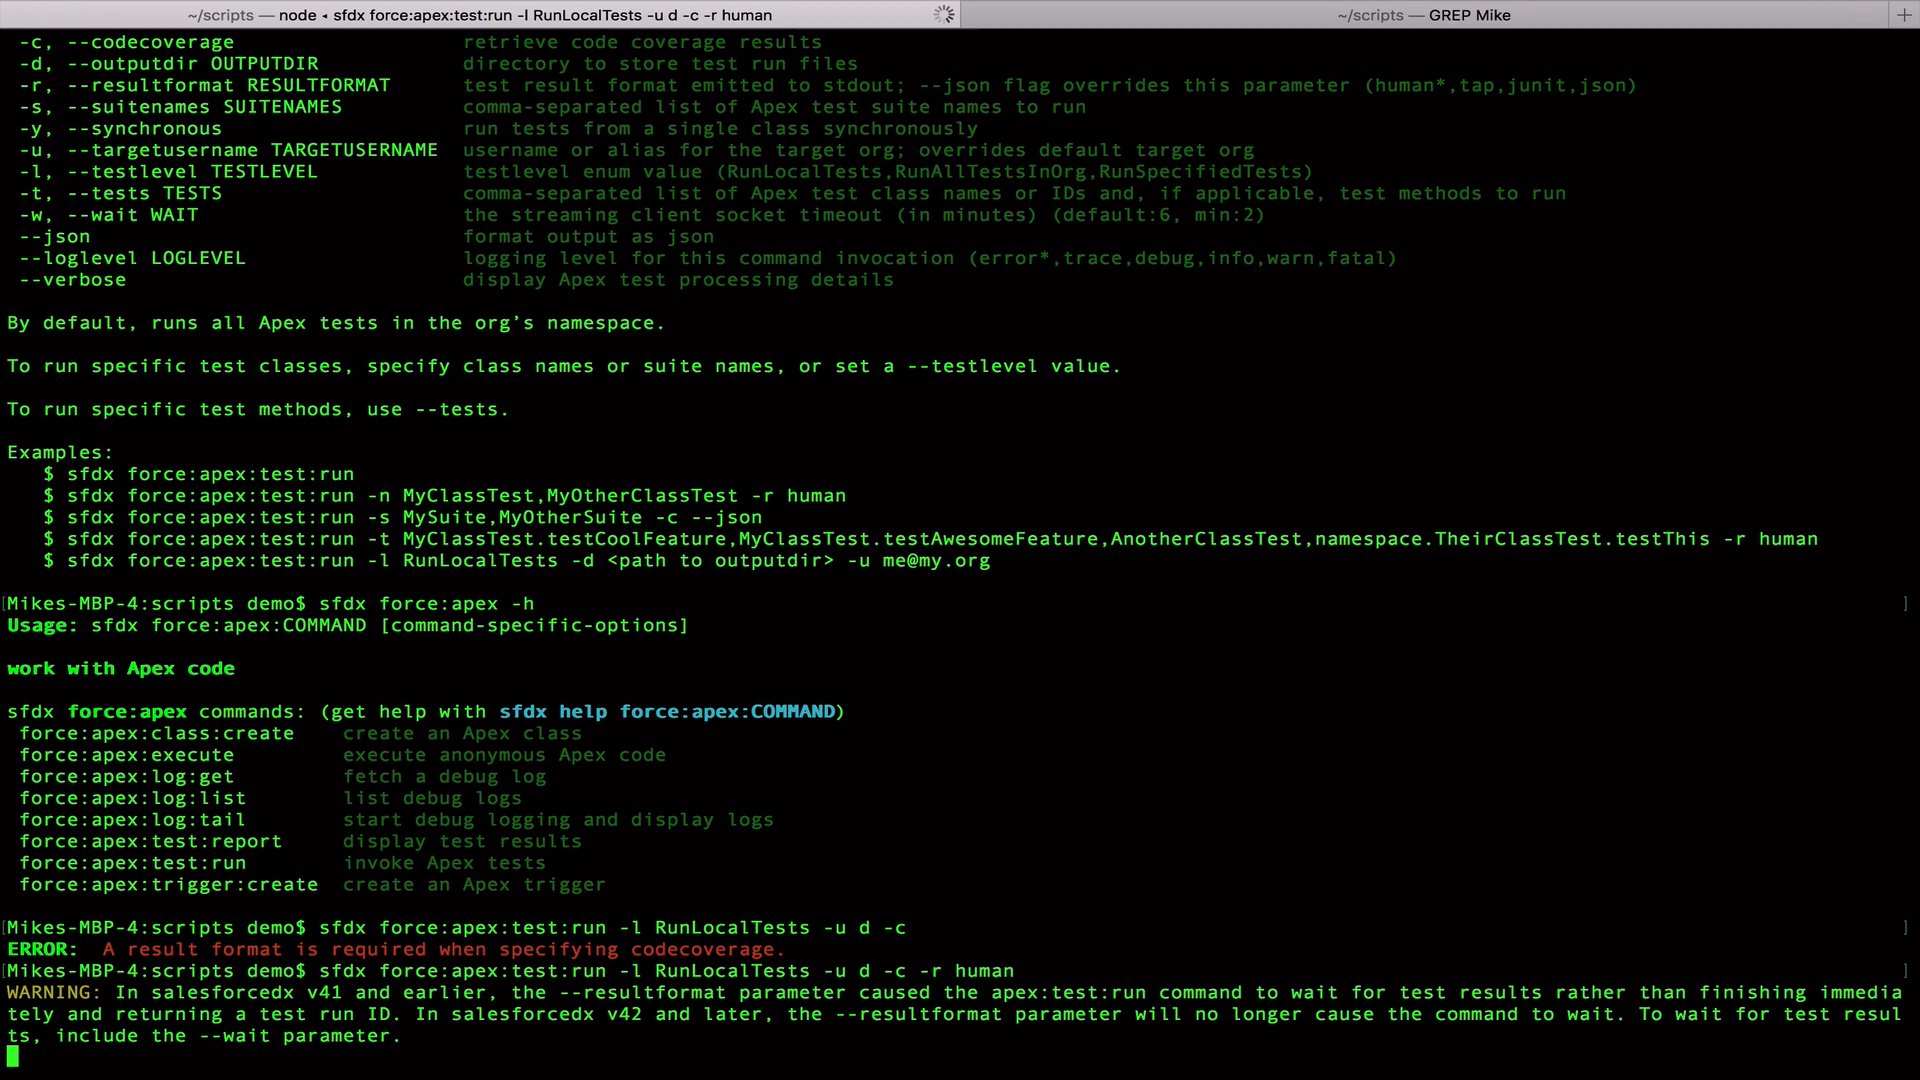 ~/scripts — node ◂ sfdx force:apex:test:run -l RunLocalTests -u d -c -r human
~/scripts — GREP Mike
-c, --codecoverage retrieve code coverage results
-d, --outputdir OUTPUTDIR directory to store test run files
-r, --resultformat RESULTFORMAT test result format emitted to stdout; --json flag overrides this parameter (human*,tap,junit,json)
-s, --suitenames SUITENAMES comma-separated list of Apex test suite names to run
-y, --synchronous run tests from a single class synchronously
-u, --targetusername TARGETUSERNAME username or alias for the target org; overrides default target org
-l, --testlevel TESTLEVEL testlevel enum value (RunLocalTests,RunAllTestsInOrg,RunSpecifiedTests)
-t, --tests TESTS comma-separated list of Apex test class names or IDs and, if applicable, test methods to run
-w, --wait WAIT the streaming client socket timeout (in minutes) (default:6, min:2)
--json format output as json
--loglevel LOGLEVEL logging level for this command invocation (error*,trace,debug,info,warn,fatal)
--verbose display Apex test processing details
By default, runs all Apex tests in the org’s namespace.
To run specific test classes, specify class names or suite names, or set a --testlevel value.
To run specific test methods, use --tests.
Examples:
$ sfdx force:apex:test:run
$ sfdx force:apex:test:run -n MyClassTest,MyOtherClassTest -r human
$ sfdx force:apex:test:run -s MySuite,MyOtherSuite -c --json
$ sfdx force:apex:test:run -t MyClassTest.testCoolFeature,MyClassTest.testAwesomeFeature,AnotherClassTest,namespace.TheirClassTest.testThis -r human
$ sfdx force:apex:test:run -l RunLocalTests -d <path to outputdir> -u me@my.org
[Mikes-MBP-4:scripts demo$ sfdx force:apex -h ]
Usage: sfdx force:apex:COMMAND [command-specific-options]
work with Apex code
sfdx force:apex commands: (get help with sfdx help force:apex:COMMAND)
force:apex:class:create create an Apex class
force:apex:execute execute anonymous Apex code
force:apex:log:get fetch a debug log
force:apex:log:list list debug logs
force:apex:log:tail start debug logging and display logs
force:apex:test:report display test results
force:apex:test:run invoke Apex tests
force:apex:trigger:create create an Apex trigger
[Mikes-MBP-4:scripts demo$ sfdx force:apex:test:run -l RunLocalTests -u d -c ]
ERROR: A result format is required when specifying codecoverage.
[Mikes-MBP-4:scripts demo$ sfdx force:apex:test:run -l RunLocalTests -u d -c -r human ]
WARNING: In salesforcedx v41 and earlier, the --resultformat parameter caused the apex:test:run command to wait for test results rather than finishing immedia
tely and returning a test run ID. In salesforcedx v42 and later, the --resultformat parameter will no longer cause the command to wait. To wait for test resul
ts, include the --wait parameter.